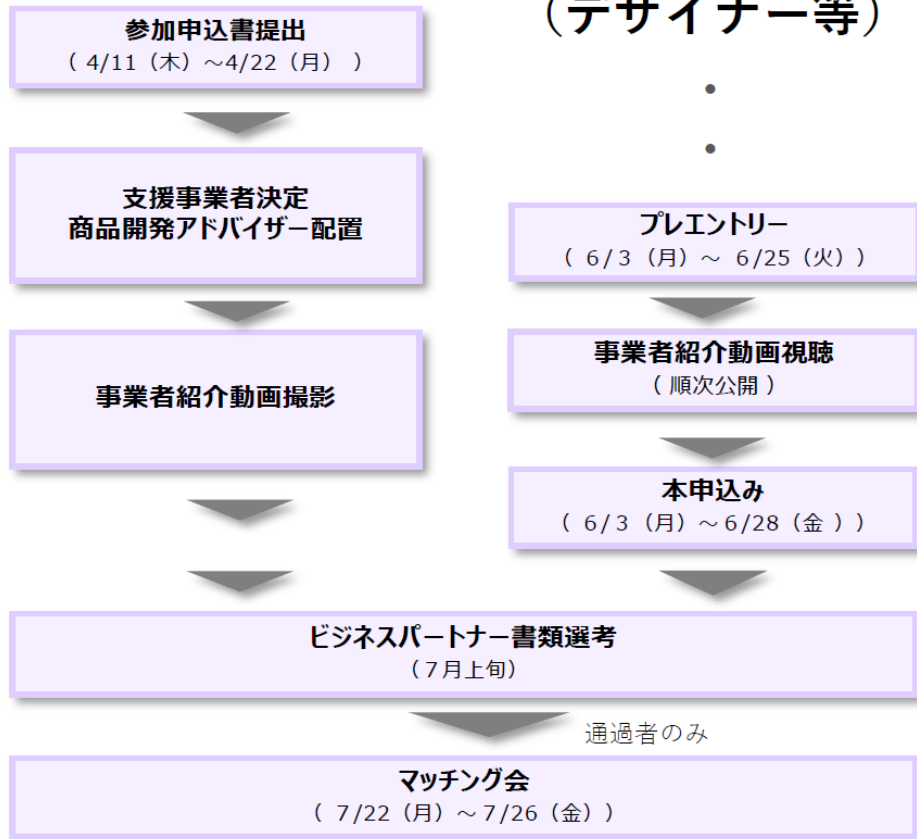 (デザイナー等)
参加申込書提出
( 4/11(木)~4/22(月) )
支援事業者決定
商品開発アドバイザー配置
事業者紹介動画撮影
プレエントリー
( 6/3(月)~ 6/25(火))
事業者紹介動画視聴
( 順次公開 )
本申込み
( 6/3(月)~6/28(金 ))
ビジネスパートナー書類選考
(7月上旬)
通過者のみ
マッチング会
( 7/22(月)~7/26(金))